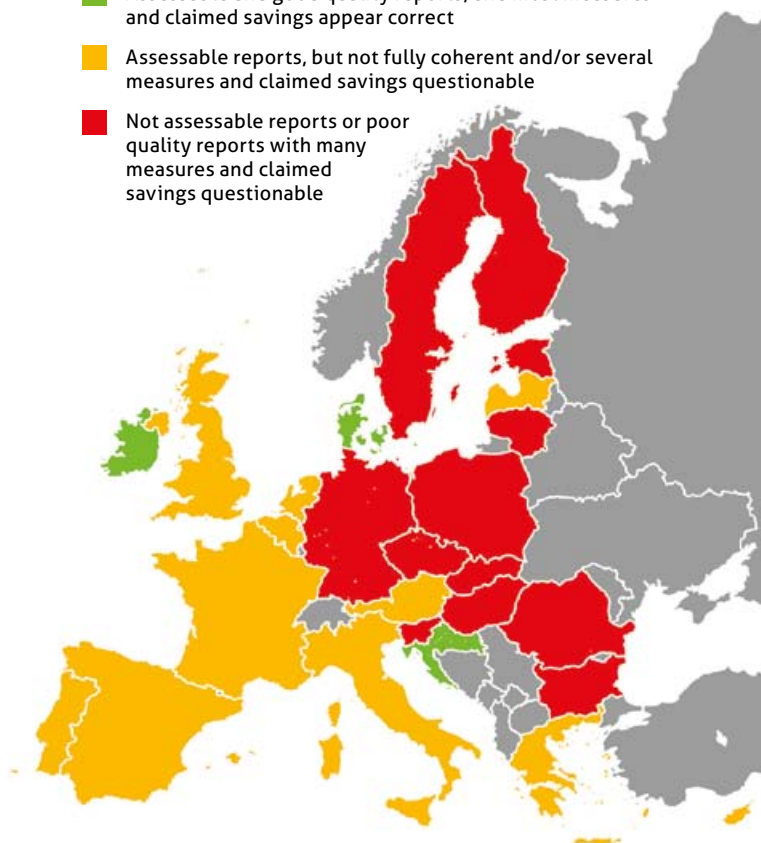 and claimed savings appear correct
Assessable reports, but not fully coherent and/or several
measures and claimed savings questionable
Not assessable reports or poor
quality reports with many
measures and claimed
savings questionable